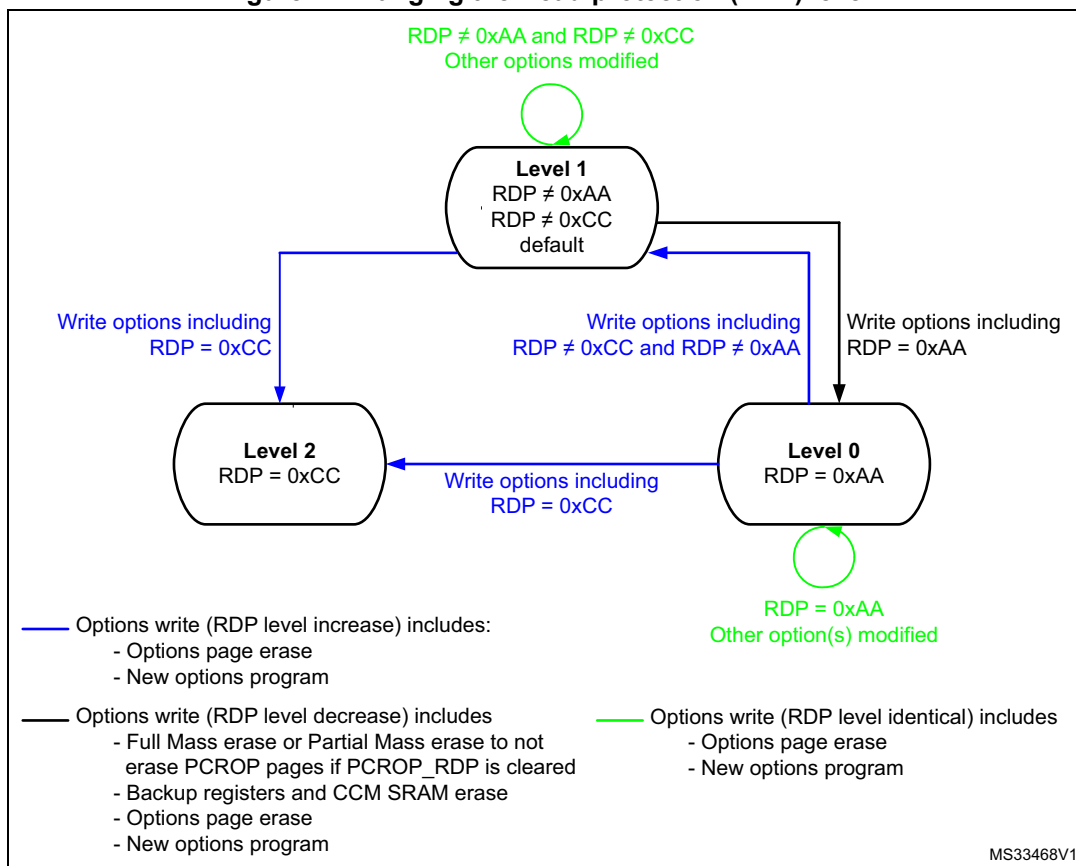 RDP ≠ 0xAA and RDP ≠ 0xCC
Other options modified
Level 1
RDP ≠ 0xAA
RDP ≠ 0xCC
default
Write options including
RDP = 0xCC
Write options including
RDP ≠ 0xCC and RDP ≠ 0xAA
Write options including
RDP = 0xAA
Level 2
RDP = 0xCC
Write options including
RDP = 0xCC
Level 0
RDP = 0xAA
RDP = 0xAA
Other option(s) modified
Options write (RDP level increase) includes:
- Options page erase
- New options program
Options write (RDP level decrease) includes
- Full Mass erase or Partial Mass erase to not
erase PCROP pages if PCROP_RDP is cleared
- Backup registers and CCM SRAM erase
- Options page erase
- New options program
Options write (RDP level identical) includes
- Options page erase
- New options program
MS33468V1